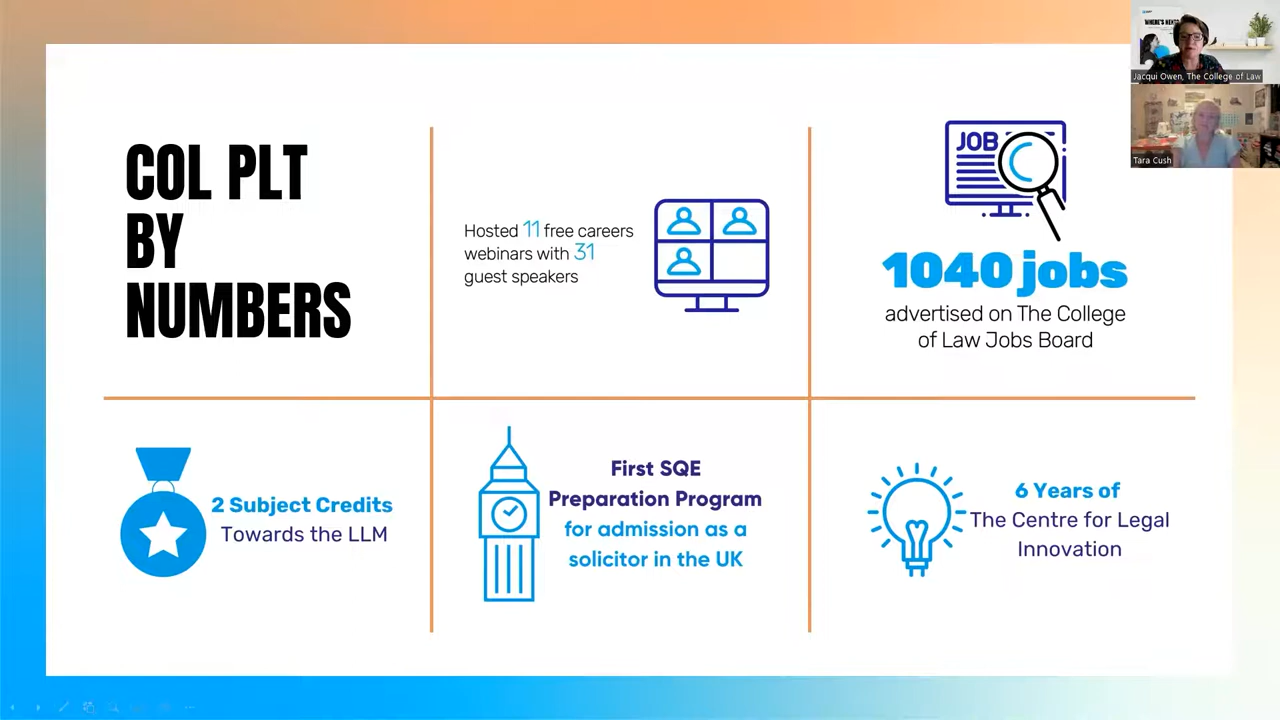 COL PLT
BY
NUMBERS
Hosted 11 free careers
webinars with 31
guest speakers
JOB
1040 jobs
advertised on The College
of Law Jobs Board
2 Subject Credits
Towards the LLM
First SQE
Preparation Program
for admission as a
solicitor in the UK
6 Years of
The Centre for Legal
Innovation
Jacqui Owen, The College of Law
Tara Cush